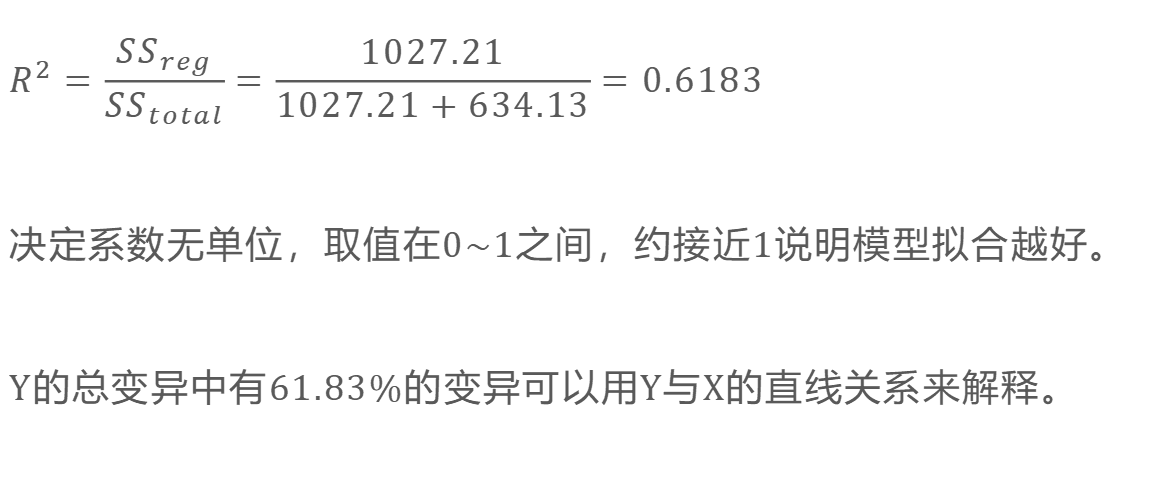 R² = SS_reg / SS_total = 1027.21 / (1027.21 + 634.13) = 0.6183
决定系数无单位，取值在0~1之间，约接近1说明模型拟合越好。
Y的总变异中有61.83%的变异可以用Y与X的直线关系来解释。